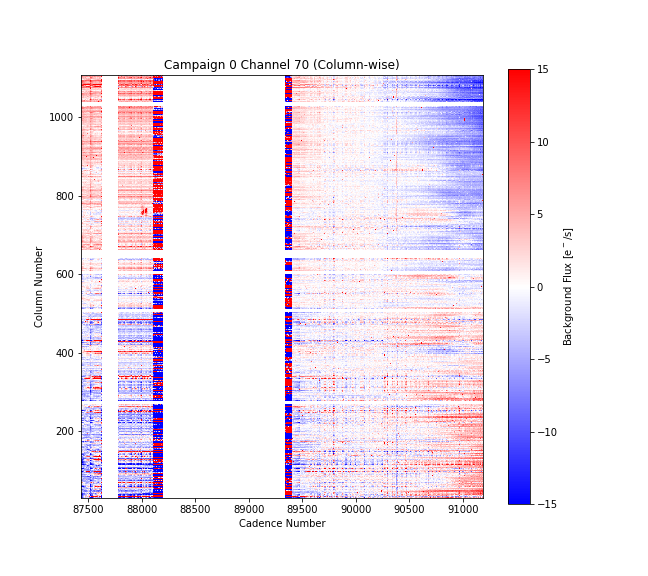 Campaign 0 Channel 70 (Column-wise)
Column Number
1000
800
600
400
200
87500 88000 88500 89000 89500 90000 90500 91000
Cadence Number
15
10
5
0
−5
−10
−15
Background Flux [e⁻/s]